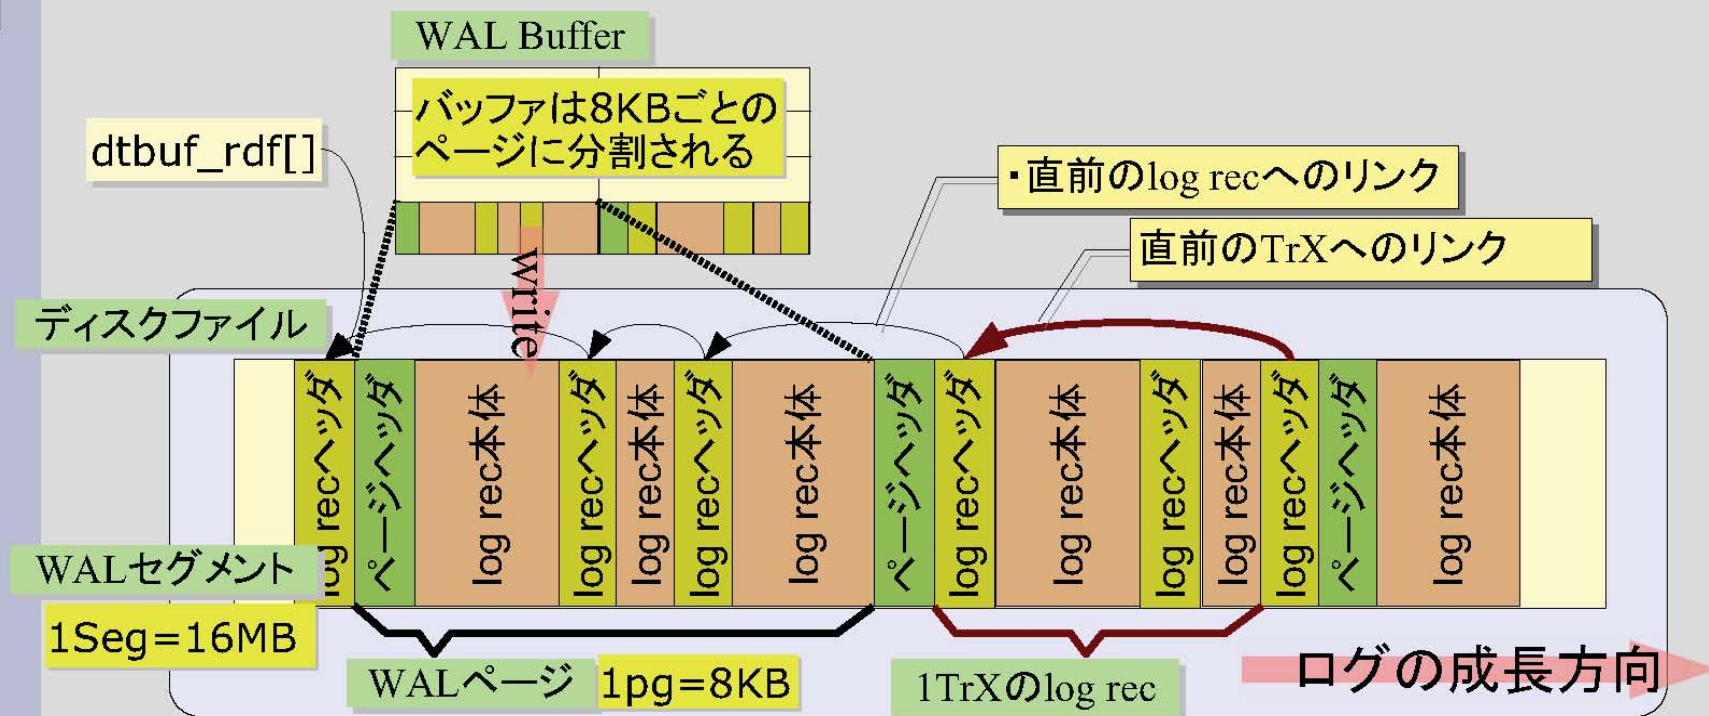 WAL Buffer
バッファは8KBごとの
ページに分割される
dtbuf_rdf[]
・直前のlog recへのリンク
直前のTrXへのリンク
write
ディスクファイル
log recヘッダ
ページヘッダ
log rec本体
log recヘッダ
log rec本体
log recヘッダ
log rec本体
ページヘッダ
log recヘッダ
log rec本体
log recヘッダ
log rec本体
log recヘッダ
ページヘッダ
log rec本体
WALセグメント
1Seg=16MB
WALページ
1pg=8KB
1TrXのlog rec
ログの成長方向